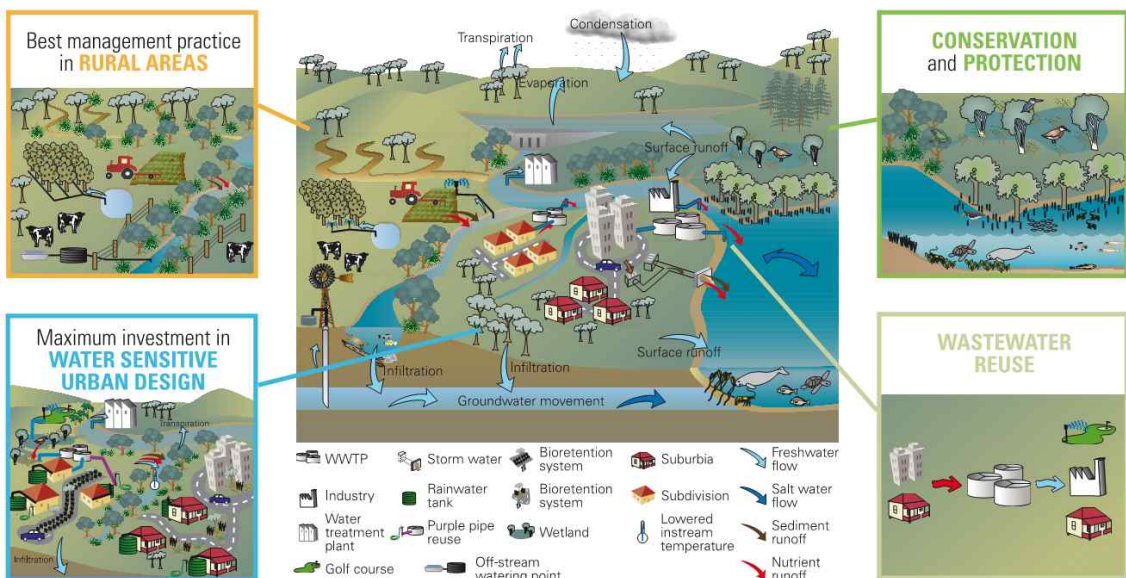 Best management practice
in RURAL AREAS
Condensation
Transpiration
Evaporation
Surface runoff
Surface runoff
Infiltration
Infiltration
Groundwater movement
CONSERVATION
and PROTECTION
Maximum investment in
WATER SENSITIVE
URBAN DESIGN
Transpiration
Infiltration
WASTEWATER
REUSE
WWTP
Storm water
Bioretention
system
Suburbia
Freshwater
flow
Industry
Rainwater
tank
Bioretention
system
Subdivision
Salt water
flow
Water
treatment
plant
Purple pipe
reuse
Wetland
Lowered
instream
temperature
Sediment
runoff
Golf course
Off-stream
watering point
Nutrient
runoff